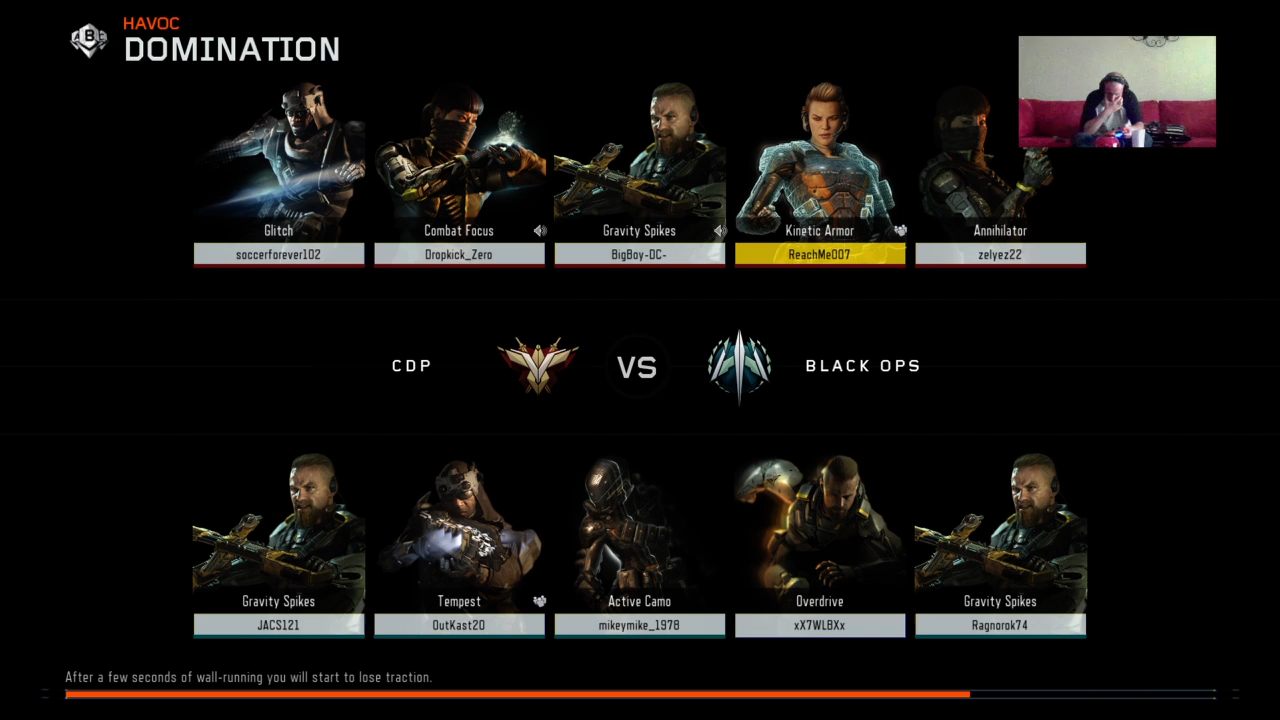 HAVOC
DOMINATION
Glitch
Combat Focus
Gravity Spikes
Kinetic Armor
Annihilator
soccerforever102
Dropkick_Zero
BigBoy-OC-
ReachMe007
zelyez22
CDP
VS
BLACK OPS
Gravity Spikes
Tempest
Active Camo
Overdrive
Gravity Spikes
JACS121
OutKast20
mikeymike_1978
xX7WLBXx
Ragnorok74
After a few seconds of wall-running you will start to lose traction.